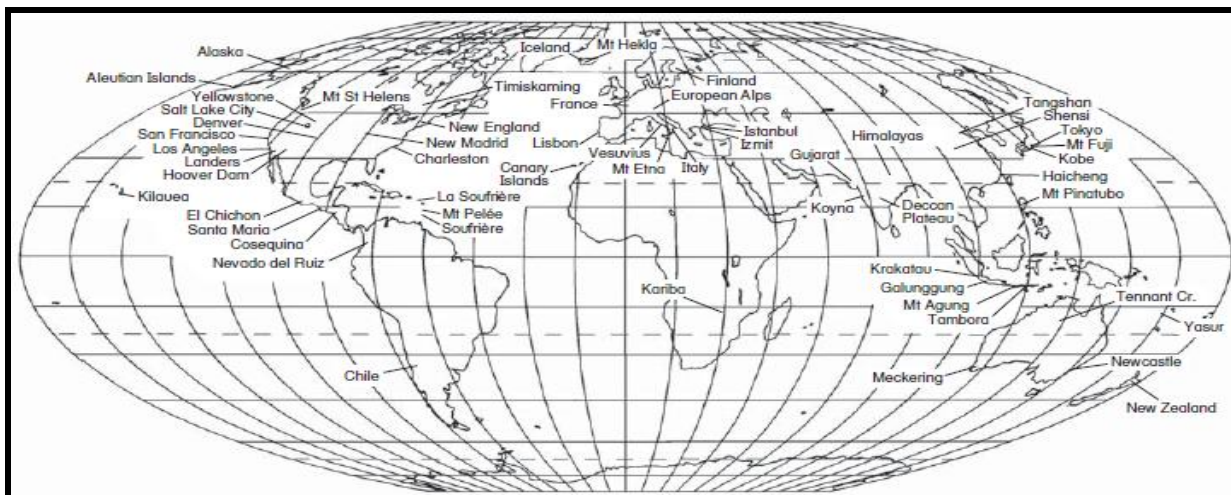 Alaska
Aleutian Islands
Yellowstone
Salt Lake City
Denver
San Francisco
Los Angeles
Landers
Hoover Dam
Kilauea
El Chichon
Santa Maria
Cosequina
Nevado del Ruiz
Chile
Mt St Helens
Timiskaming
New England
New Madrid
Charleston
La Soufrière
Mt Pelée
Soufrière
Iceland
Mt Hekla
Finland
European Alps
France
Lisbon
Canary
Islands
Vesuvius
Mt Etna
Italy
Istanbul
Izmit
Gujarat
Himalayas
Koyna
Deccan
Plateau
Kariba
Tangshan
Shensi
Tokyo
Mt Fuji
Kobe
Haicheng
Mt Pinatubo
Krakatau
Galunggung
Mt Agung
Tambora
Tennant Cr.
Yasur
Meckering
Newcastle
New Zealand